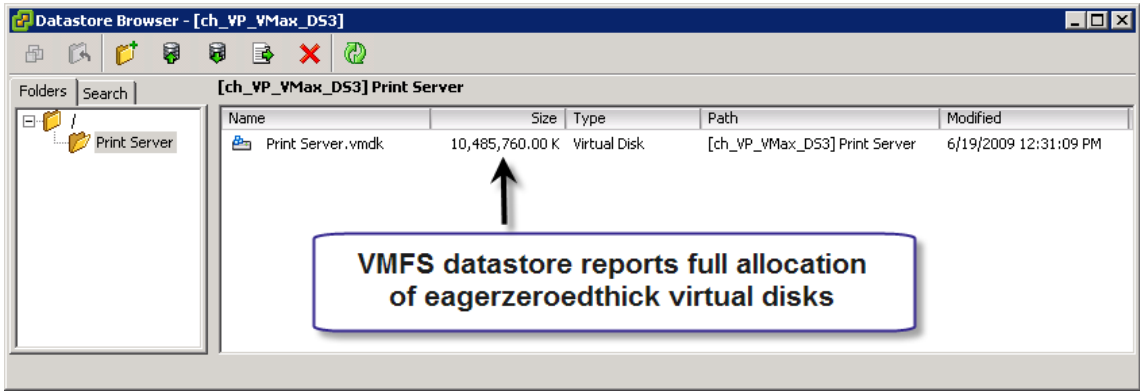 Datastore Browser - [ch_VP_VMax_DS3]
Folders Search [ch_VP_VMax_DS3] Print Server
/ Name Size Type Path Modified
Print Server Print Server.vmdk 10,485,760.00 K Virtual Disk [ch_VP_VMax_DS3] Print Server 6/19/2009 12:31:09 PM
VMFS datastore reports full allocation
of eagerzeroedthick virtual disks